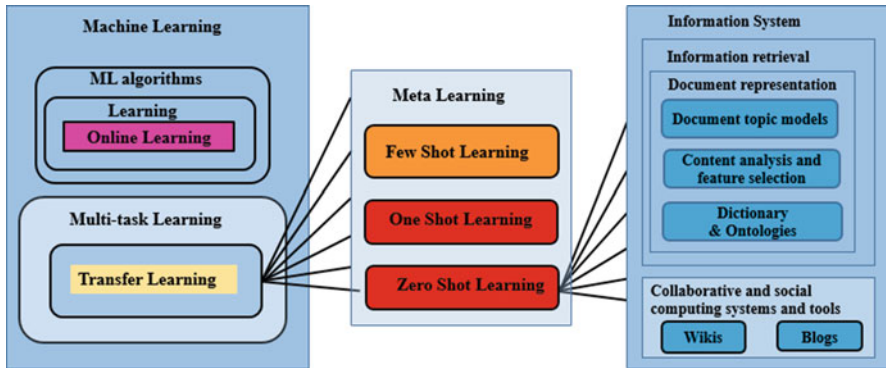 Machine Learning
ML algorithms
Learning
Online Learning
Multi-task Learning
Transfer Learning
Meta Learning
Few Shot Learning
One Shot Learning
Zero Shot Learning
Information System
Information retrieval
Document representation
Document topic models
Content analysis and
feature selection
Dictionary
& Ontologies
Collaborative and social
computing systems and tools
Wikis
Blogs